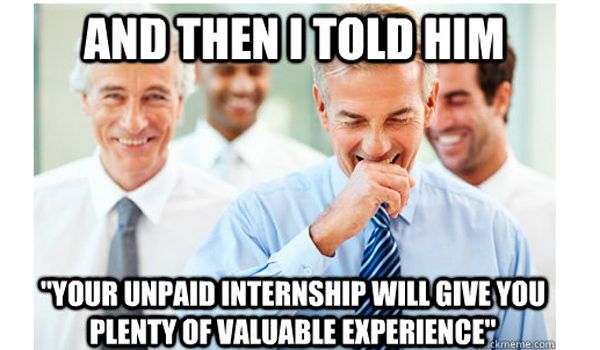 AND THEN I TOLD HIM
"YOUR UNPAID INTERNSHIP WILL GIVE YOU
PLENTY OF VALUABLE EXPERIENCE"
ckmeme.com